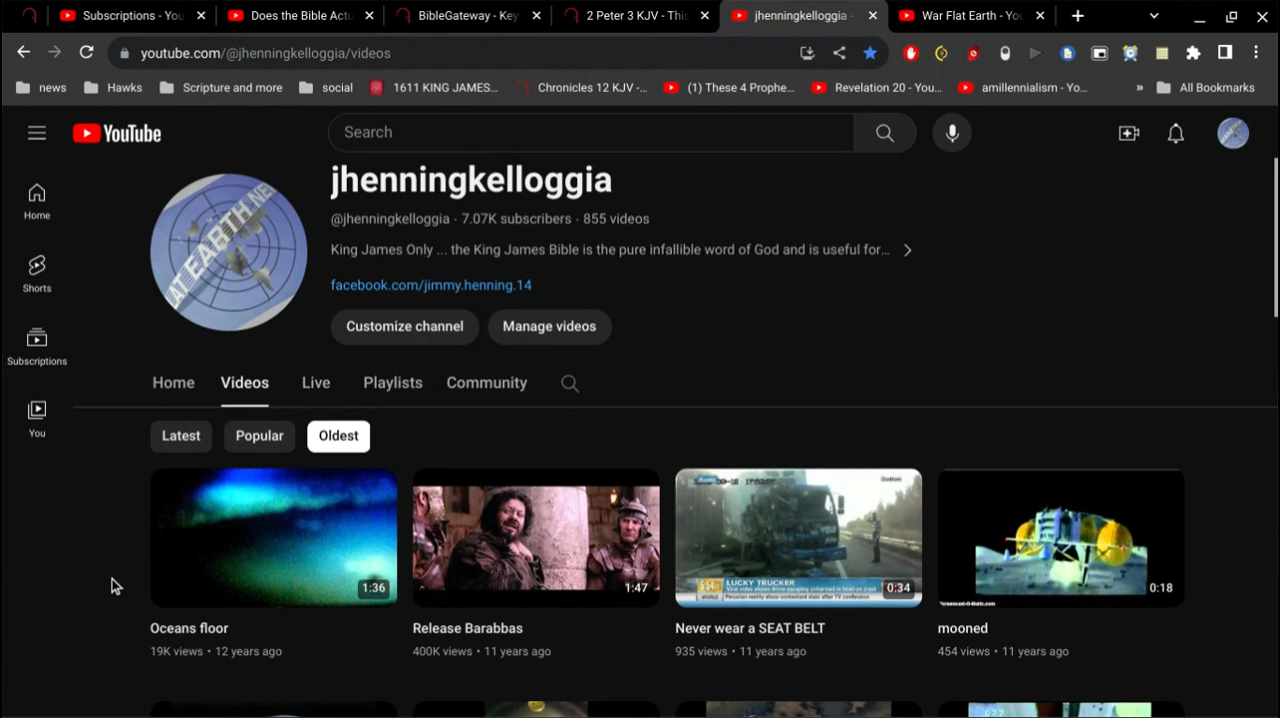 Subscriptions - You
Does the Bible Actu
BibleGateway - Key
2 Peter 3 KJV - This
jhenningkelloggia -
War Flat Earth - You
youtube.com/@jhenningkelloggia/videos
news
Hawks
Scripture and more
social
1611 KING JAMES...
Chronicles 12 KJV -...
(1) These 4 Prophe...
Revelation 20 - You...
amillennialism - Yo...
»
All Bookmarks
YouTube
Search
Home
Shorts
Subscriptions
You
AT EARTH NE
jhenningkelloggia
@jhenningkelloggia · 7.07K subscribers · 855 videos
King James Only ... the King James Bible is the pure infallible word of God and is useful for...
facebook.com/jimmy.henning.14
Customize channel
Manage videos
Home
Videos
Live
Playlists
Community
Latest
Popular
Oldest
1:36
Oceans floor
19K views • 12 years ago
1:47
Release Barabbas
400K views • 11 years ago
LUCKY TRUCKER
WORLD
0:34
Never wear a SEAT BELT
935 views • 11 years ago
0:18
mooned
454 views • 11 years ago